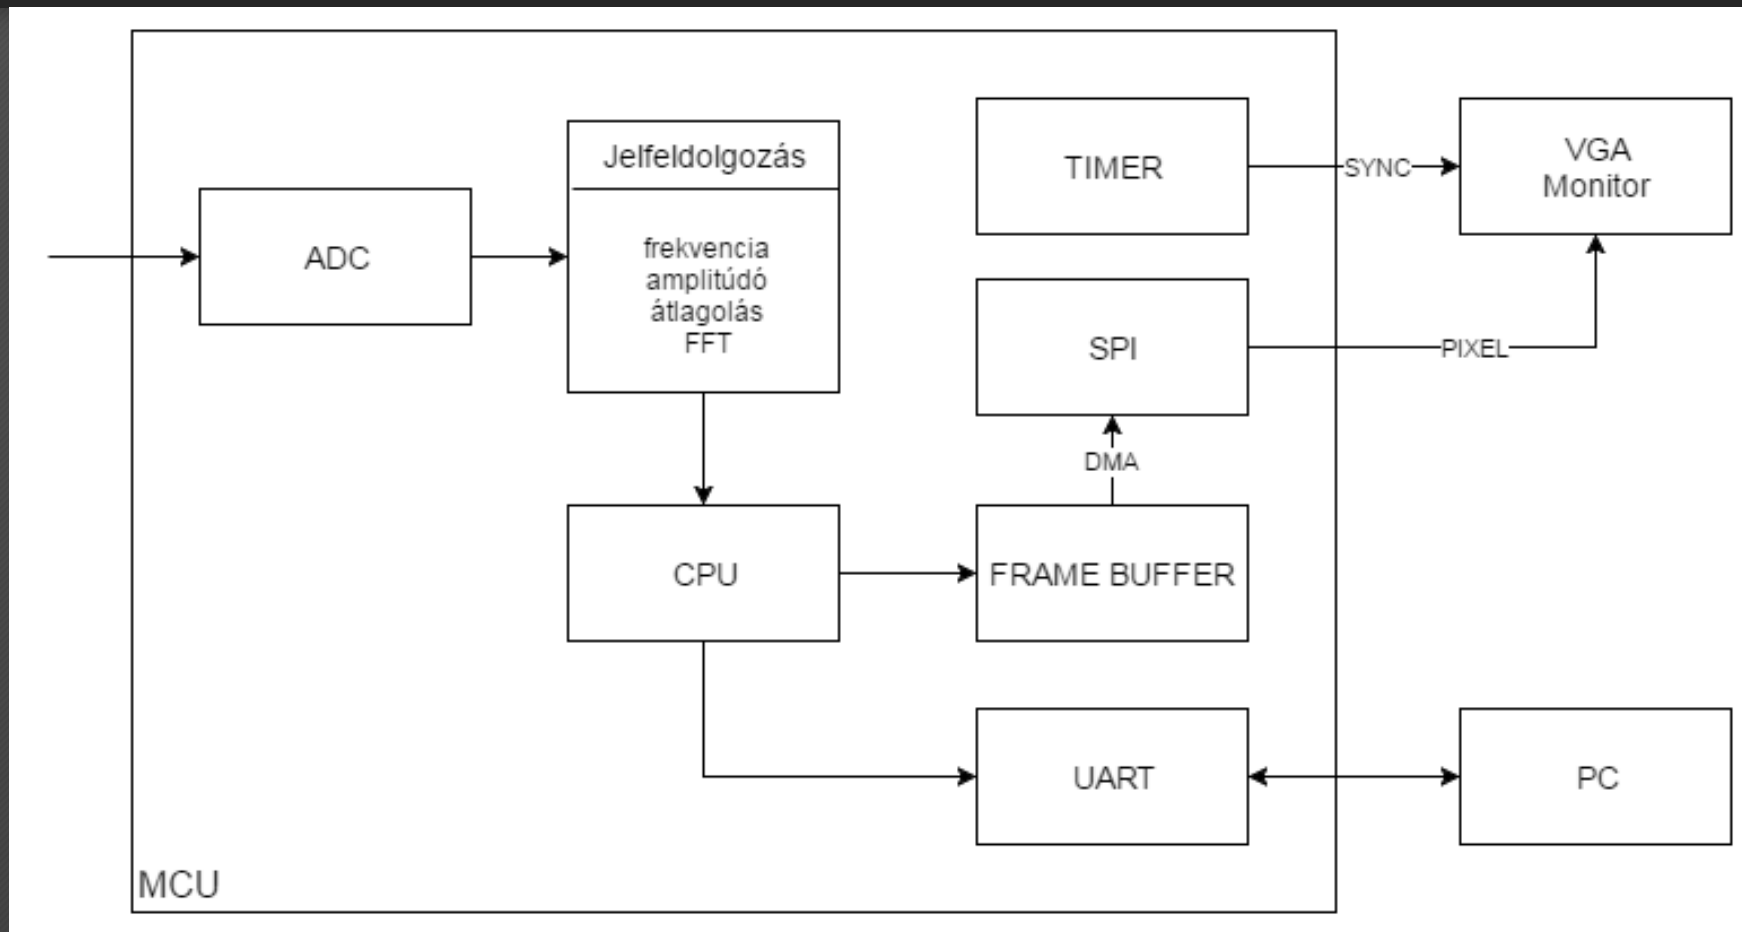 Jelfeldolgozás
frekvencia
amplitúdó
átlagolás
FFT
ADC
TIMER
SYNC
VGA
Monitor
SPI
PIXEL
DMA
CPU
FRAME BUFFER
UART
PC
MCU